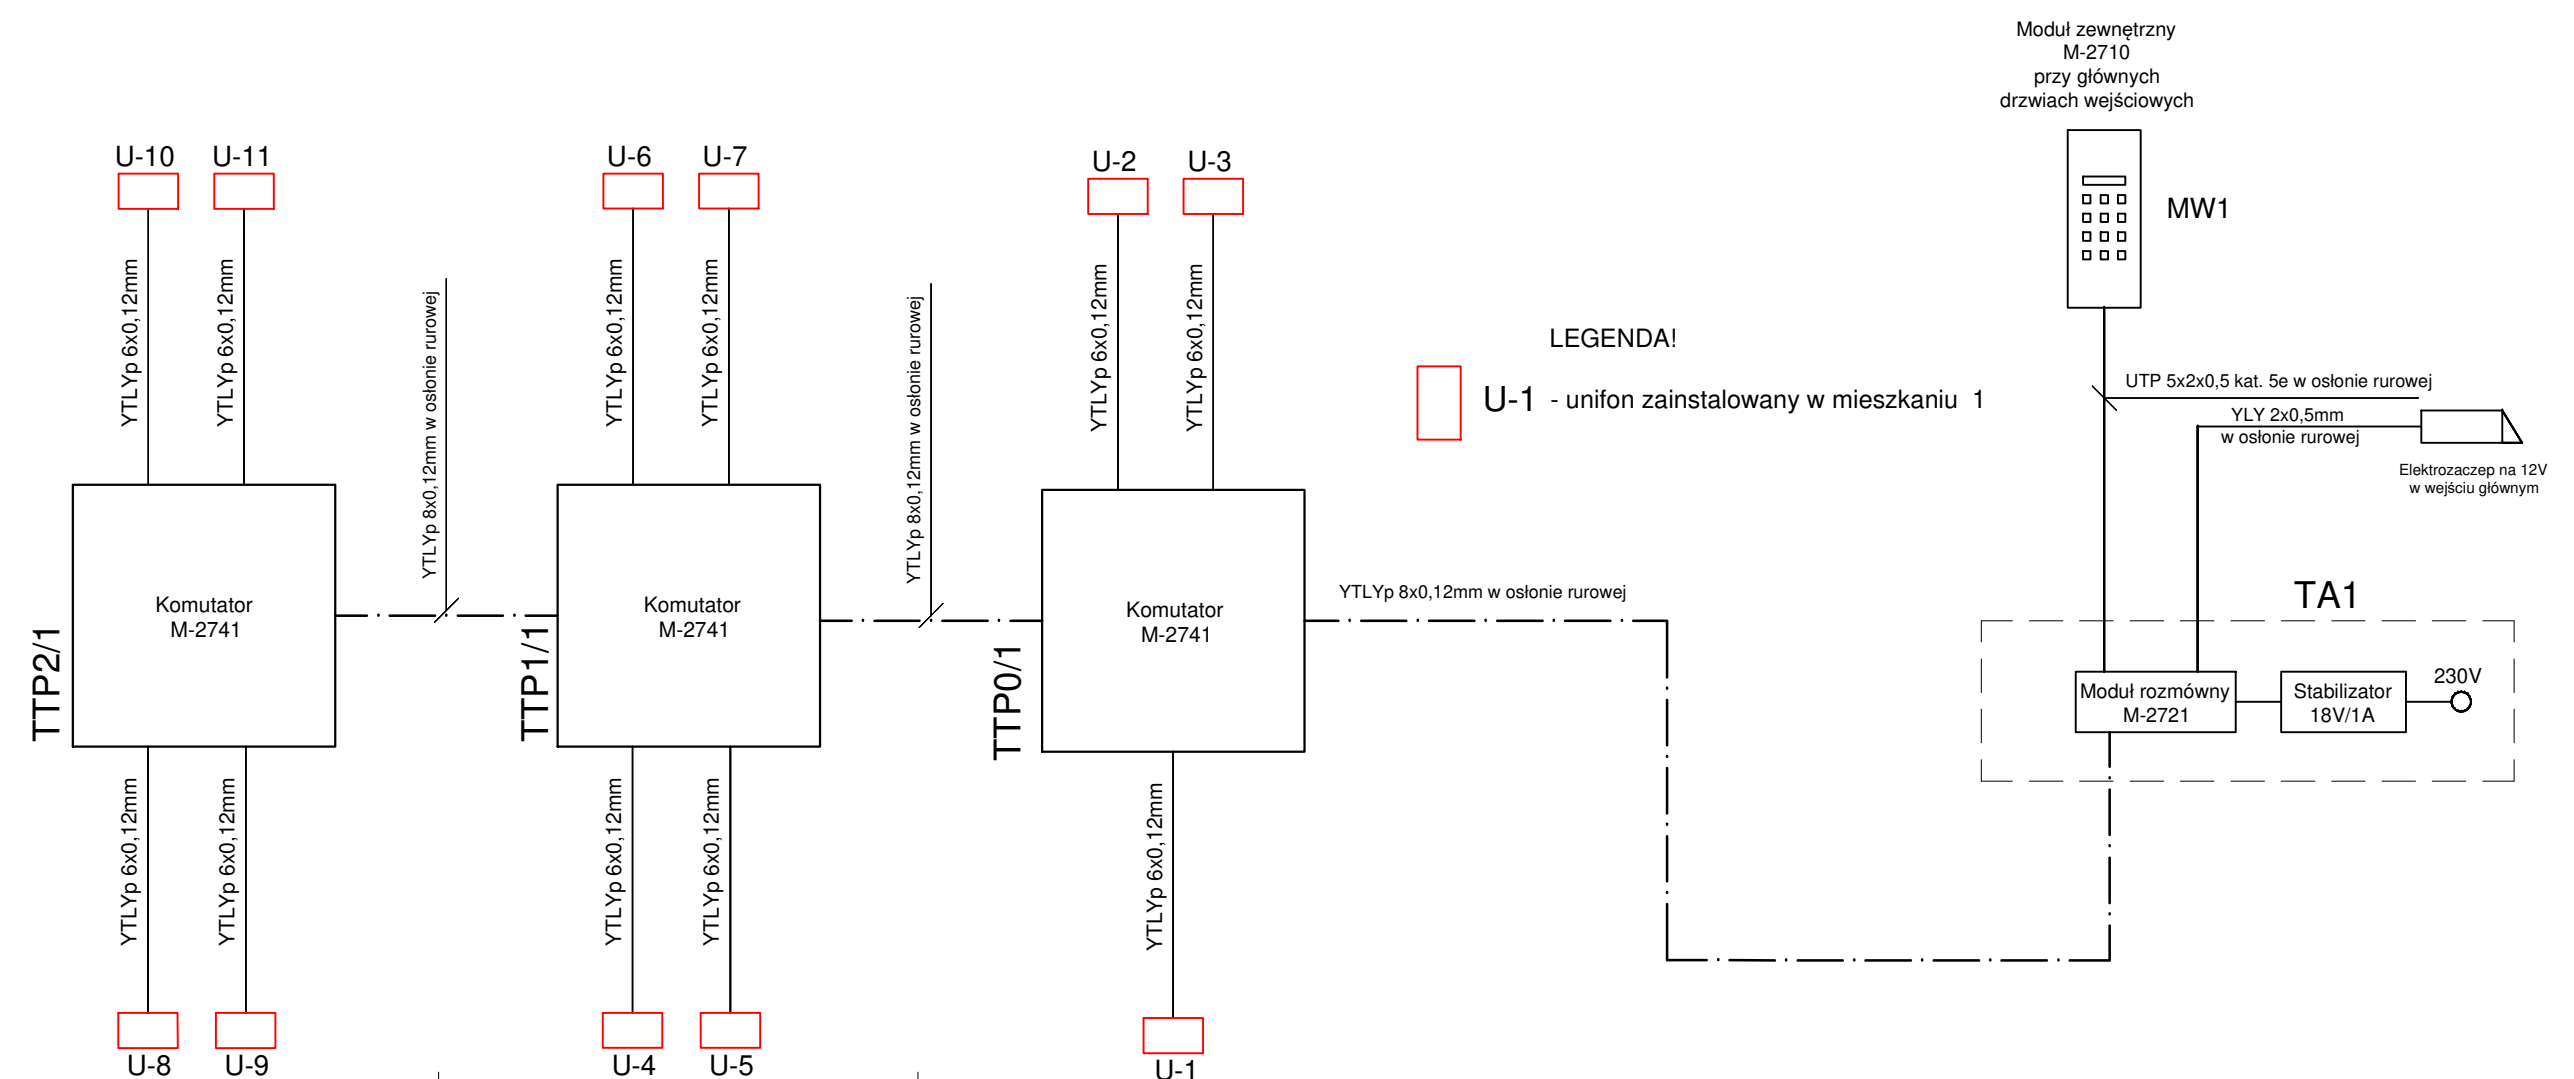 Moduł zewnętrzny
M-2710
przy głównych
drzwiach wejściowych
MW1
U-10
U-11
U-6
U-7
U-2
U-3
YTLYp 6x0,12mm
YTLYp 6x0,12mm
YTLYp 8x0,12mm w osłonie rurowej
YTLYp 6x0,12mm
YTLYp 6x0,12mm
YTLYp 8x0,12mm w osłonie rurowej
YTLYp 6x0,12mm
YTLYp 6x0,12mm
LEGENDA!
U-1 - unifon zainstalowany w mieszkaniu 1
UTP 5x2x0,5 kat. 5e w osłonie rurowej
YLY 2x0,5mm
w osłonie rurowej
Elektrozaczep na 12V
w wejściu głównym
TTP2/1
Komutator
M-2741
TTP1/1
Komutator
M-2741
TTP0/1
Komutator
M-2741
YTLYp 8x0,12mm w osłonie rurowej
TA1
Moduł rozmówny
M-2721
Stabilizator
18V/1A
230V
YTLYp 6x0,12mm
YTLYp 6x0,12mm
YTLYp 6x0,12mm
YTLYp 6x0,12mm
YTLYp 6x0,12mm
U-8
U-9
U-4
U-5
U-1